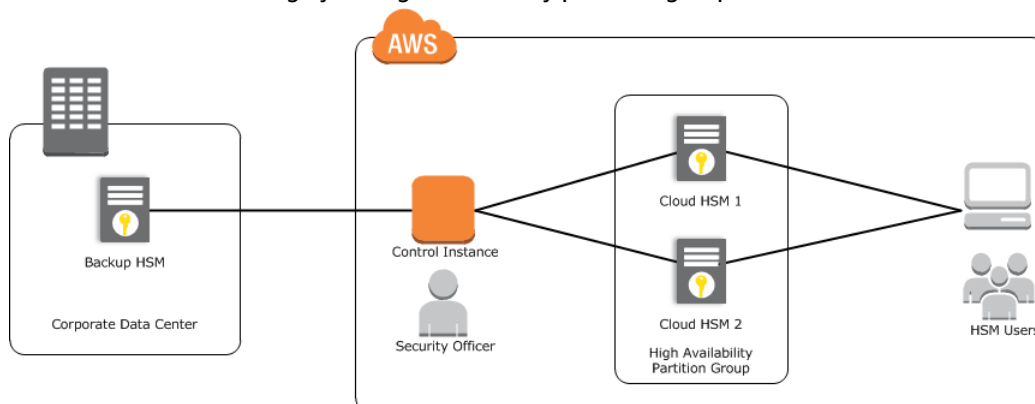 AWS
Cloud HSM 1
Control Instance
Backup HSM
Cloud HSM 2
HSM Users
Corporate Data Center
Security Officer
High Availability
Partition Group